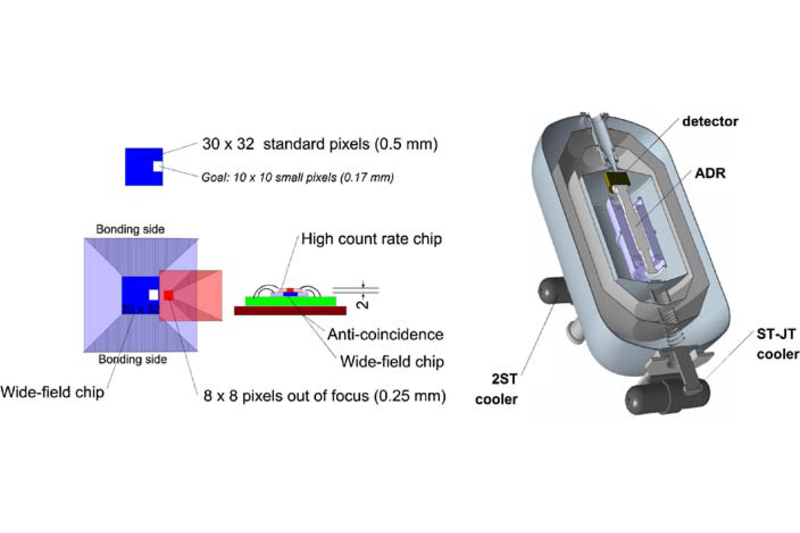 30 x 32 standard pixels (0.5 mm)
Goal: 10 x 10 small pixels (0.17 mm)
Bonding side
High count rate chip
30 x 32
2
Anti-coincidence
Wide-field chip
Bonding side
Wide-field chip
8 x 8 pixels out of focus (0.25 mm)
detector
ADR
ST-JT
cooler
2ST
cooler